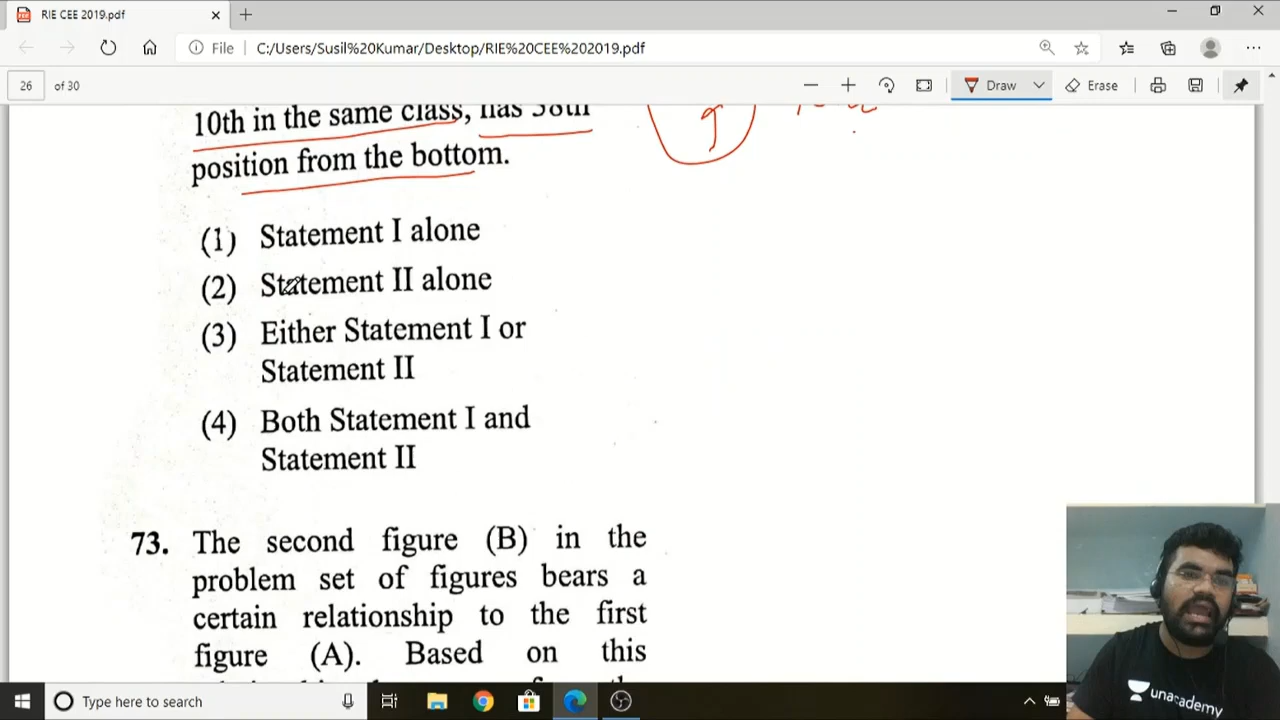 RIE CEE 2019.pdf
File C:/Users/Susil%20Kumar/Desktop/RIE%20CEE%202019.pdf
26 of 30 Draw Erase
10th in the same class, has 38th
position from the bottom.
(1) Statement I alone
(2) Statement II alone
(3) Either Statement I or
Statement II
(4) Both Statement I and
Statement II
73. The second figure (B) in the
problem set of figures bears a
certain relationship to the first
figure (A). Based on this
unacademy
Type here to search